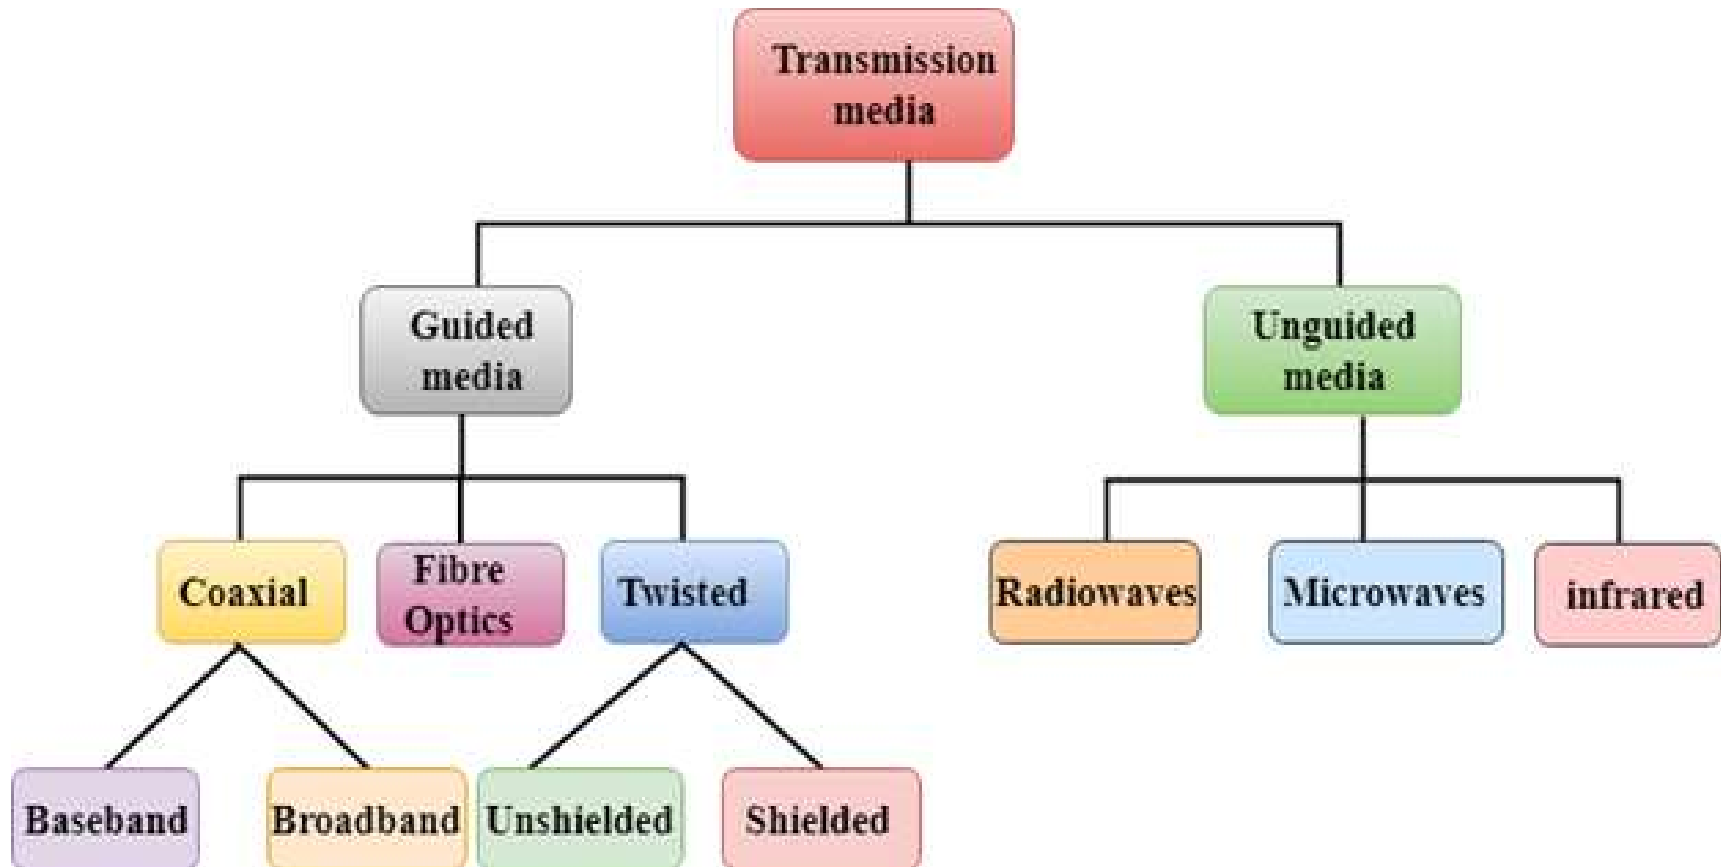 Transmission
media
Guided
media
Unguided
media
Coaxial
Fibre
Optics
Twisted
Radiowaves
Microwaves
infrared
Baseband
Broadband
Unshielded
Shielded